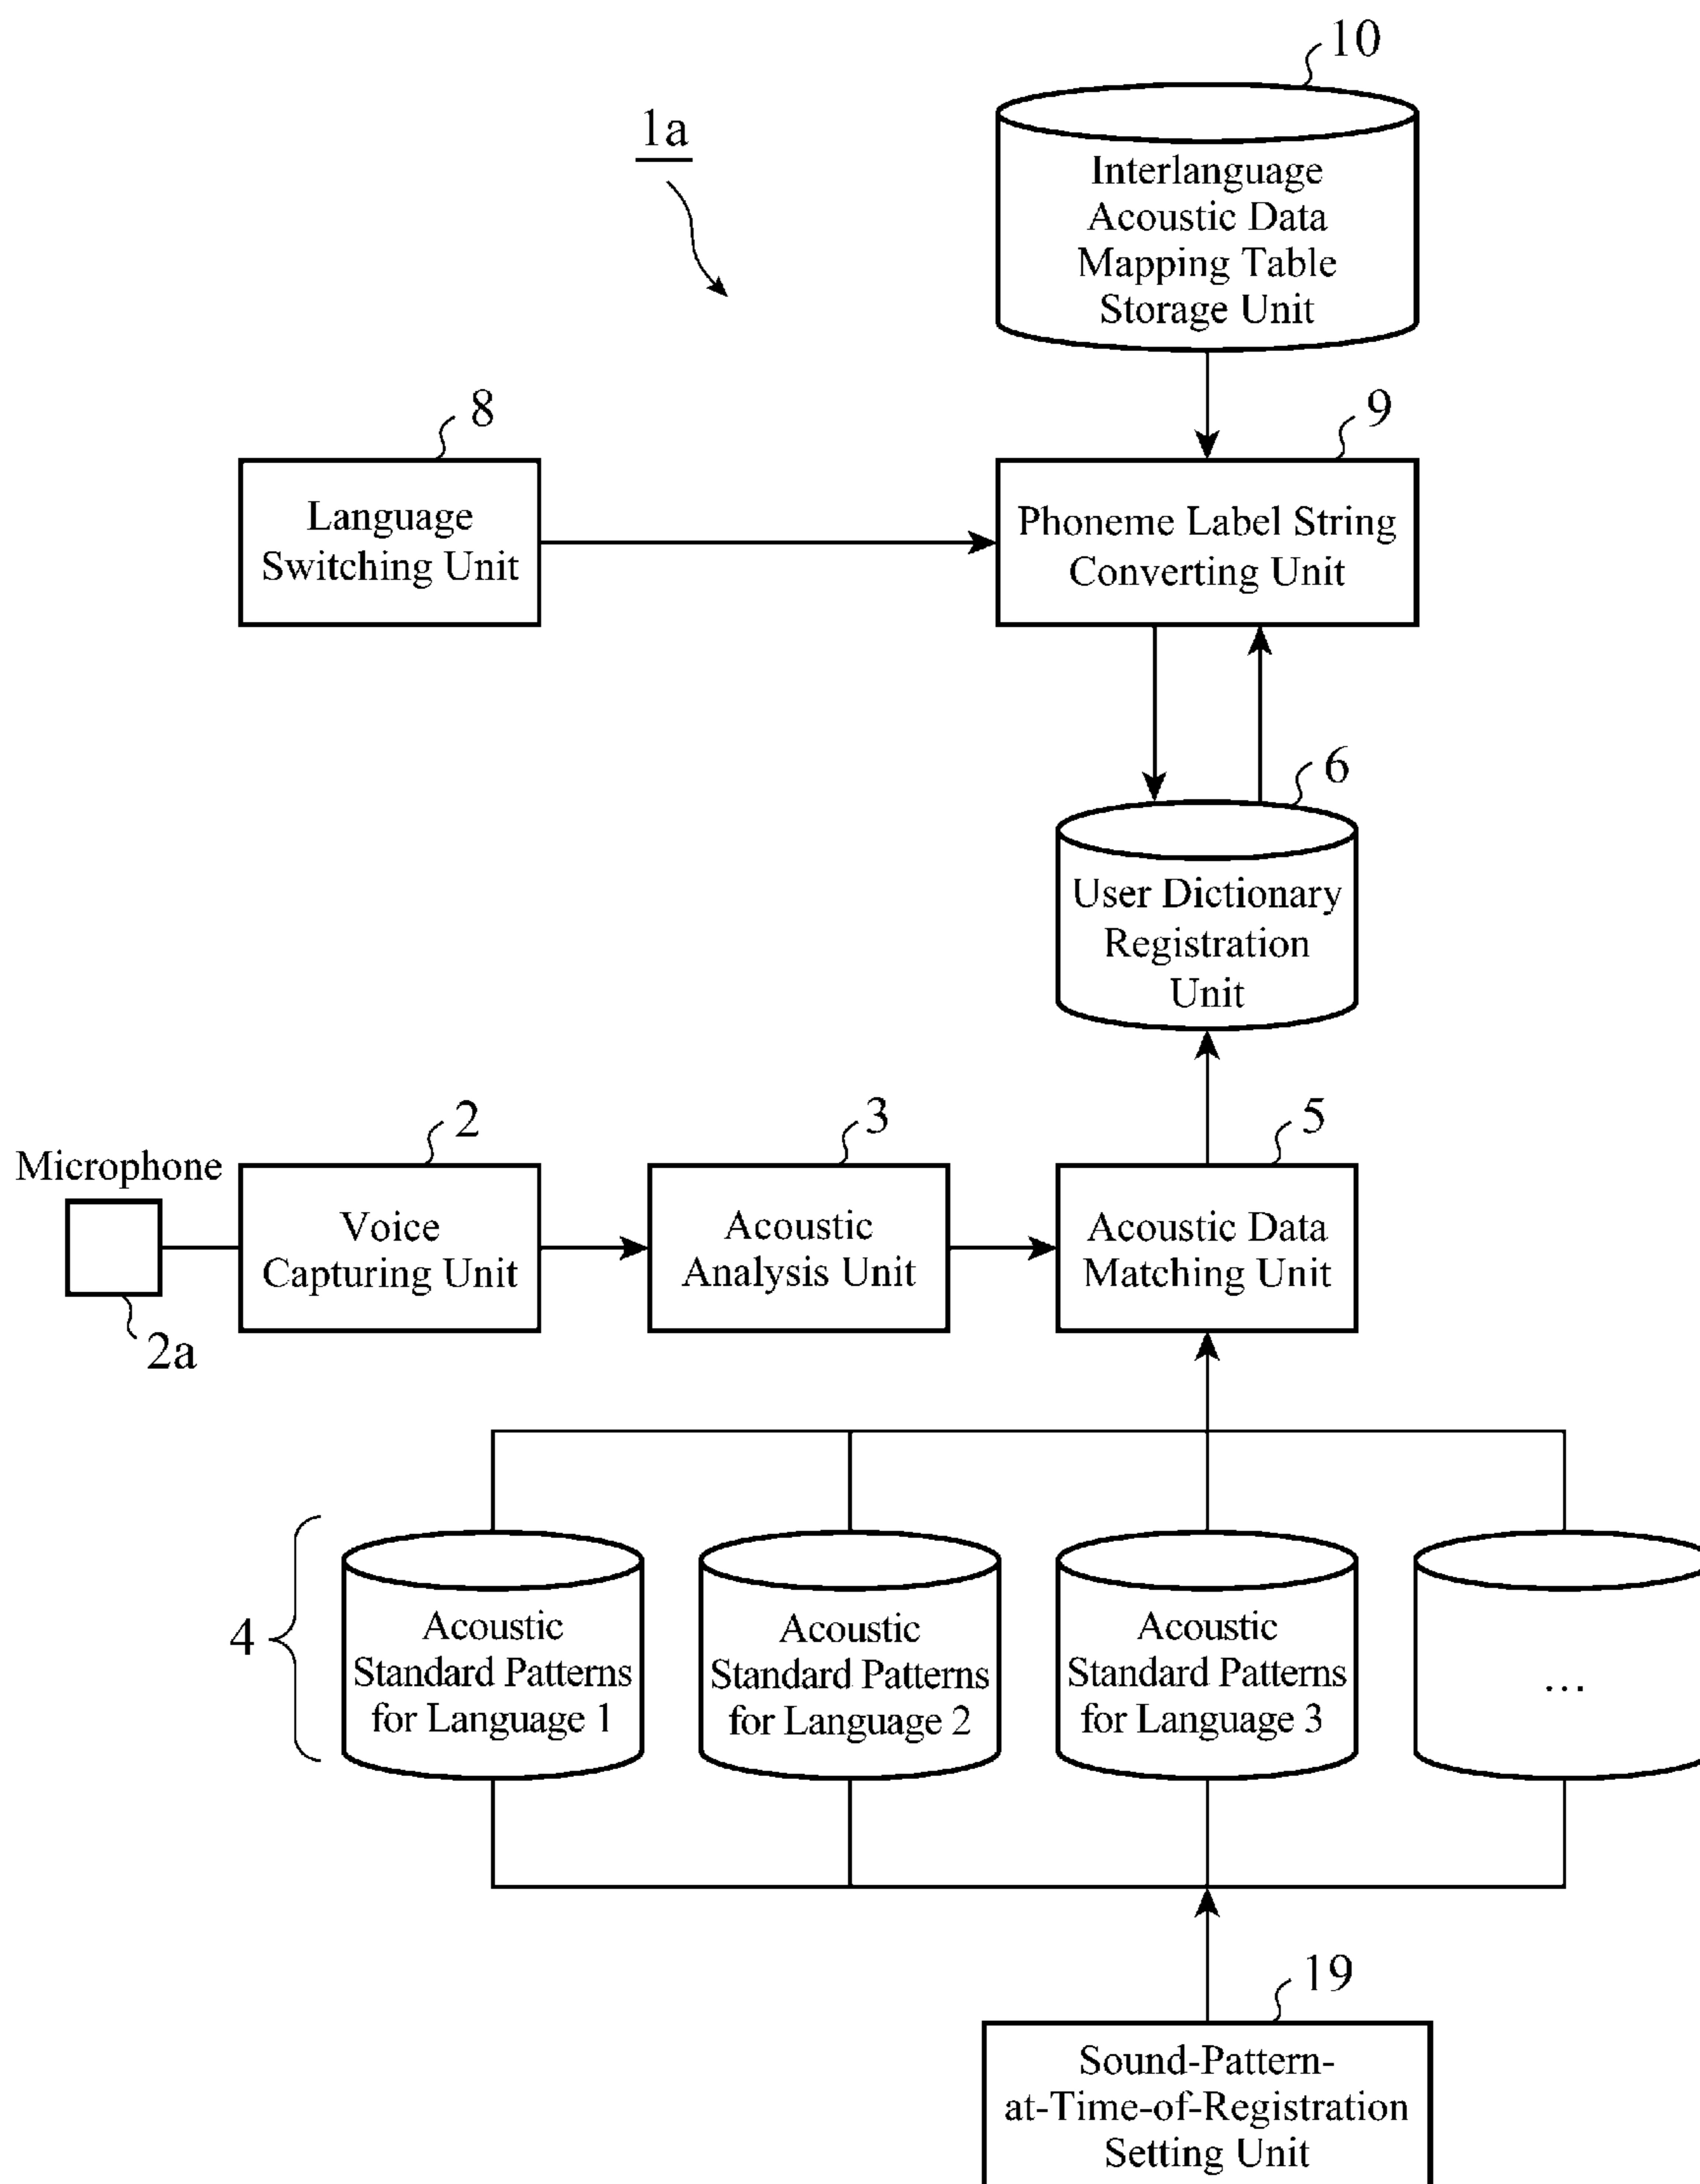 10
1a
Interlanguage
Acoustic Data
Mapping Table
Storage Unit
8
9
Language
Switching Unit
Phoneme Label String
Converting Unit
6
User Dictionary
Registration
Unit
2
3
5
Microphone
Voice
Capturing Unit
Acoustic
Analysis Unit
Acoustic Data
Matching Unit
2a
4
Acoustic
Standard Patterns
for Language 1
Acoustic
Standard Patterns
for Language 2
Acoustic
Standard Patterns
for Language 3
...
19
Sound-Pattern-
at-Time-of-Registration
Setting Unit